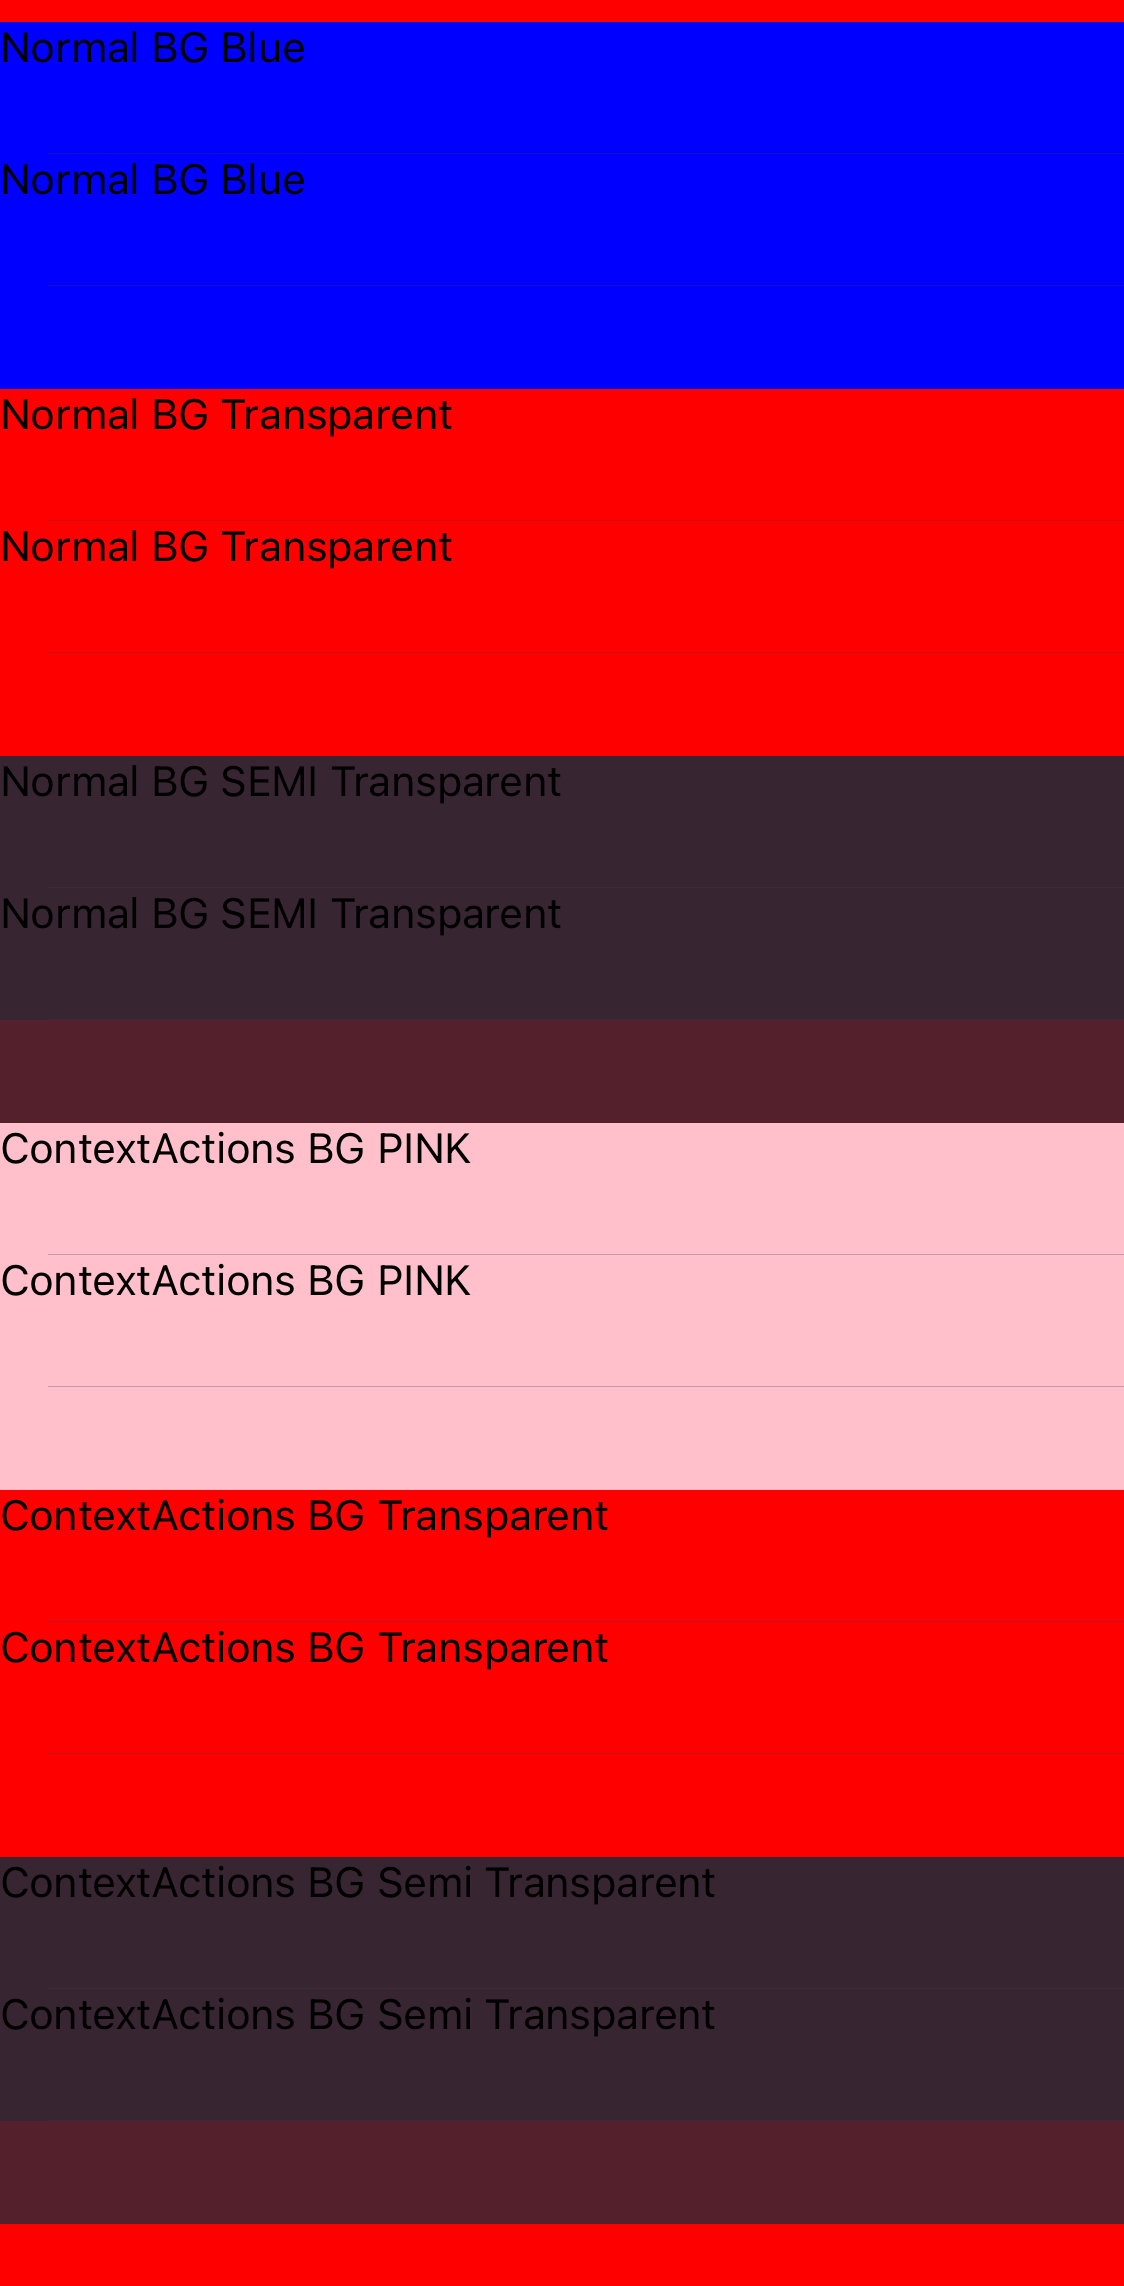 Normal BG Blue
Normal BG Blue
Normal BG Transparent
Normal BG Transparent
Normal BG SEMI Transparent
Normal BG SEMI Transparent
ContextActions BG PINK
ContextActions BG PINK
ContextActions BG Transparent
ContextActions BG Transparent
ContextActions BG Semi Transparent
ContextActions BG Semi Transparent